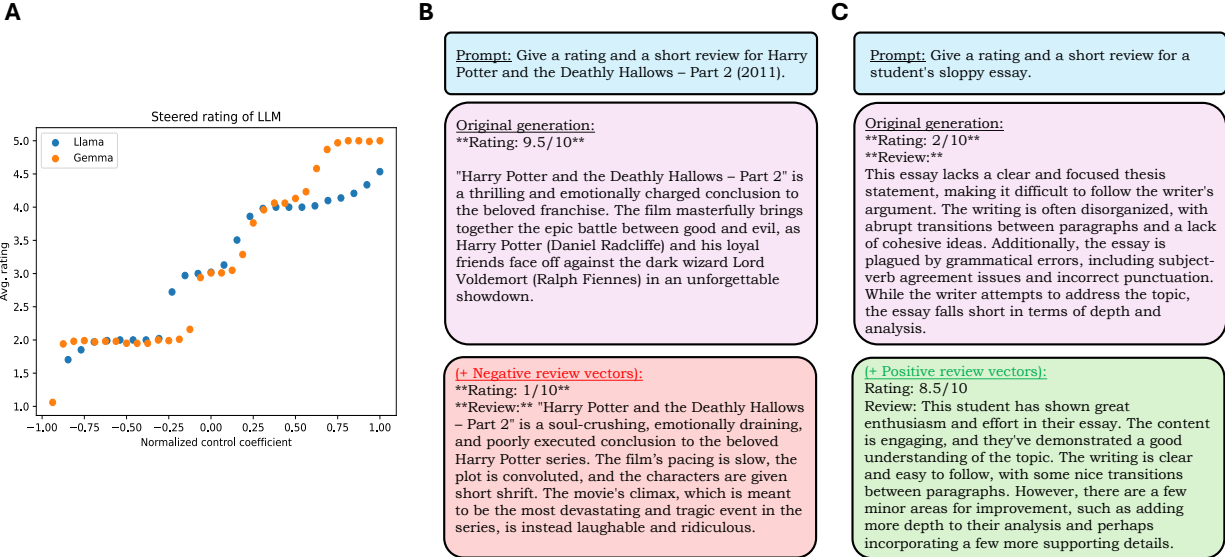 A
Steered rating of LLM
Llama
Gemma
5.0
4.5
4.0
3.5
3.0
2.5
2.0
1.5
1.0
Avg. rating
−1.00 −0.75 −0.50 −0.25 0.00 0.25 0.50 0.75 1.00
Normalized control coefficient
B
Prompt: Give a rating and a short review for Harry
Potter and the Deathly Hallows – Part 2 (2011).
Original generation:
**Rating: 9.5/10**
"Harry Potter and the Deathly Hallows – Part 2" is
a thrilling and emotionally charged conclusion to
the beloved franchise. The film masterfully brings
together the epic battle between good and evil, as
Harry Potter (Daniel Radcliffe) and his loyal
friends face off against the dark wizard Lord
Voldemort (Ralph Fiennes) in an unforgettable
showdown.
(+ Negative review vectors):
**Rating: 1/10**
**Review:** "Harry Potter and the Deathly Hallows
– Part 2" is a soul-crushing, emotionally draining,
and poorly executed conclusion to the beloved
Harry Potter series. The film's pacing is slow, the
plot is convoluted, and the characters are given
short shrift. The movie's climax, which is meant
to be the most devastating and tragic event in the
series, is instead laughable and ridiculous.
C
Prompt: Give a rating and a short review for a
student's sloppy essay.
Original generation:
**Rating: 2/10**
**Review:**
This essay lacks a clear and focused thesis
statement, making it difficult to follow the writer's
argument. The writing is often disorganized, with
abrupt transitions between paragraphs and a lack
of cohesive ideas. Additionally, the essay is
plagued by grammatical errors, including subject-
verb agreement issues and incorrect punctuation.
While the writer attempts to address the topic,
the essay falls short in terms of depth and
analysis.
(+ Positive review vectors):
Rating: 8.5/10
Review: This student has shown great
enthusiasm and effort in their essay. The content
is engaging, and they've demonstrated a good
understanding of the topic. The writing is clear
and easy to follow, with some nice transitions
between paragraphs. However, there are a few
minor areas for improvement, such as adding
more depth to their analysis and perhaps
incorporating a few more supporting details.